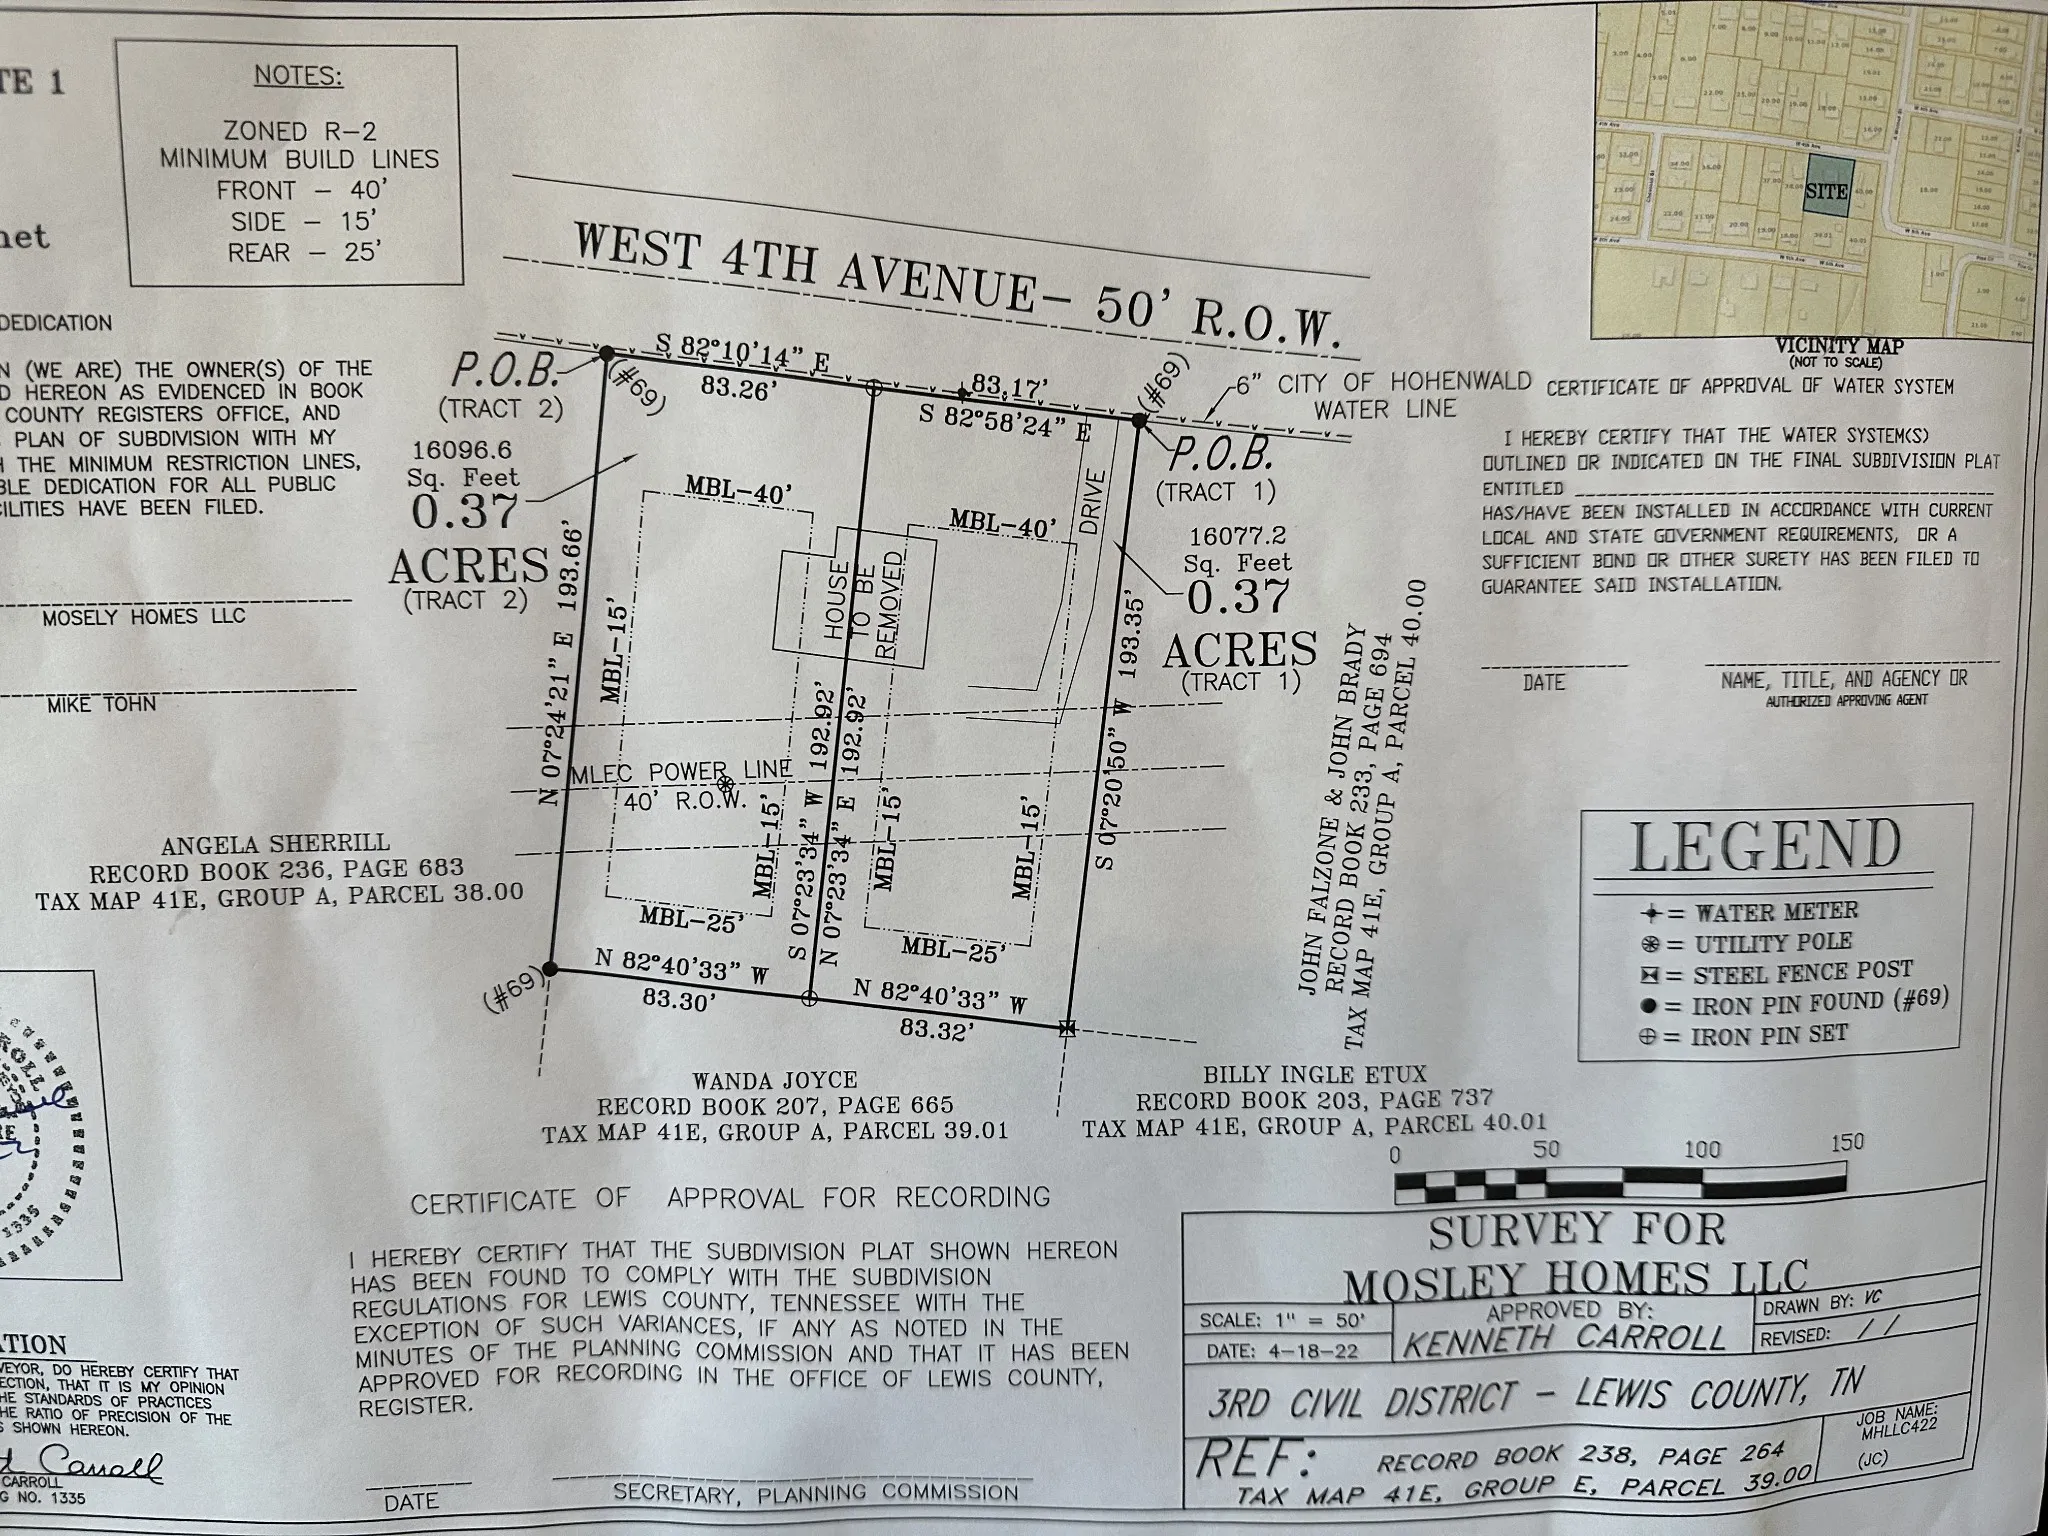 TE 1
net
NOTES:
ZONED R-2
MINIMUM BUILD LINES
FRONT - 40'
SIDE - 15'
REAR - 25'
DEDICATION
(WE ARE) THE OWNER(S) OF THE
HEREON AS EVIDENCED IN BOOK
COUNTY REGISTERS OFFICE, AND
PLAN OF SUBDIVISION WITH MY
THE MINIMUM RESTRICTION LINES,
BLE DEDICATION FOR ALL PUBLIC
CILITIES HAVE BEEN FILED.
MOSELY HOMES LLC
MIKE TOHN
WEST 4TH AVENUE- 50' R.O.W.
P.O.B.
(TRACT 2)
(#69)
S 82°10'14" E
83.26'
83.17'
S 82°58'24" E
(#69)
6" CITY OF HOHENWALD
WATER LINE
P.O.B.
(TRACT 1)
16096.6
Sq. Feet
0.37
ACRES
(TRACT 2)
16077.2
Sq. Feet
0.37
ACRES
(TRACT 1)
MBL-40'
MBL-40'
DRIVE
HOUSE
TO BE
REMOVED
N 07°24'21" E 193.66'
MBL-15'
MBL-15'
S 07°23'34" W 192.92'
N 07°23'34" E 192.92'
MBL-15'
MBL-15'
S 07°20'50" W 193.35'
MLEC POWER LINE
40' R.O.W.
MBL-25'
MBL-25'
(#69)
N 82°40'33" W
83.30'
N 82°40'33" W
83.32'
ANGELA SHERRILL
RECORD BOOK 236, PAGE 683
TAX MAP 41E, GROUP A, PARCEL 38.00
JOHN FALZONE & JOHN BRADY
RECORD BOOK 233, PAGE 694
TAX MAP 41E, GROUP A, PARCEL 40.00
WANDA JOYCE
RECORD BOOK 207, PAGE 665
TAX MAP 41E, GROUP A, PARCEL 39.01
BILLY INGLE ETUX
RECORD BOOK 203, PAGE 737
TAX MAP 41E, GROUP A, PARCEL 40.01
SITE
VICINITY MAP
(NOT TO SCALE)
CERTIFICATE OF APPROVAL OF WATER SYSTEM
I HEREBY CERTIFY THAT THE WATER SYSTEM(S)
OUTLINED OR INDICATED ON THE FINAL SUBDIVISION PLAT
ENTITLED
HAS/HAVE BEEN INSTALLED IN ACCORDANCE WITH CURRENT
LOCAL AND STATE GOVERNMENT REQUIREMENTS, OR A
SUFFICIENT BOND OR OTHER SURETY HAS BEEN FILED TO
GUARANTEE SAID INSTALLATION.
DATE
NAME, TITLE, AND AGENCY OR
AUTHORIZED APPROVING AGENT
LEGEND
= WATER METER
= UTILITY POLE
= STEEL FENCE POST
= IRON PIN FOUND (#69)
= IRON PIN SET
0 50 100 150
CERTIFICATE OF APPROVAL FOR RECORDING
I HEREBY CERTIFY THAT THE SUBDIVISION PLAT SHOWN HEREON
HAS BEEN FOUND TO COMPLY WITH THE SUBDIVISION
REGULATIONS FOR LEWIS COUNTY, TENNESSEE WITH THE
EXCEPTION OF SUCH VARIANCES, IF ANY AS NOTED IN THE
MINUTES OF THE PLANNING COMMISSION AND THAT IT HAS BEEN
APPROVED FOR RECORDING IN THE OFFICE OF LEWIS COUNTY,
REGISTER.
DATE
SECRETARY, PLANNING COMMISSION
1335
ATION
VEYOR, DO HEREBY CERTIFY THAT
ECTION, THAT IT IS MY OPINION
HE STANDARDS OF PRACTICES
HE RATIO OF PRECISION OF THE
S SHOWN HEREON.
Carroll
CARROLL
G NO. 1335
SURVEY FOR
MOSLEY HOMES LLC
SCALE: 1" = 50'
DATE: 4-18-22
APPROVED BY:
KENNETH CARROLL
DRAWN BY: VC
REVISED: / /
3RD CIVIL DISTRICT - LEWIS COUNTY, TN
REF: RECORD BOOK 238, PAGE 264
TAX MAP 41E, GROUP E, PARCEL 39.00
JOB NAME:
MHLLC422
(JC)